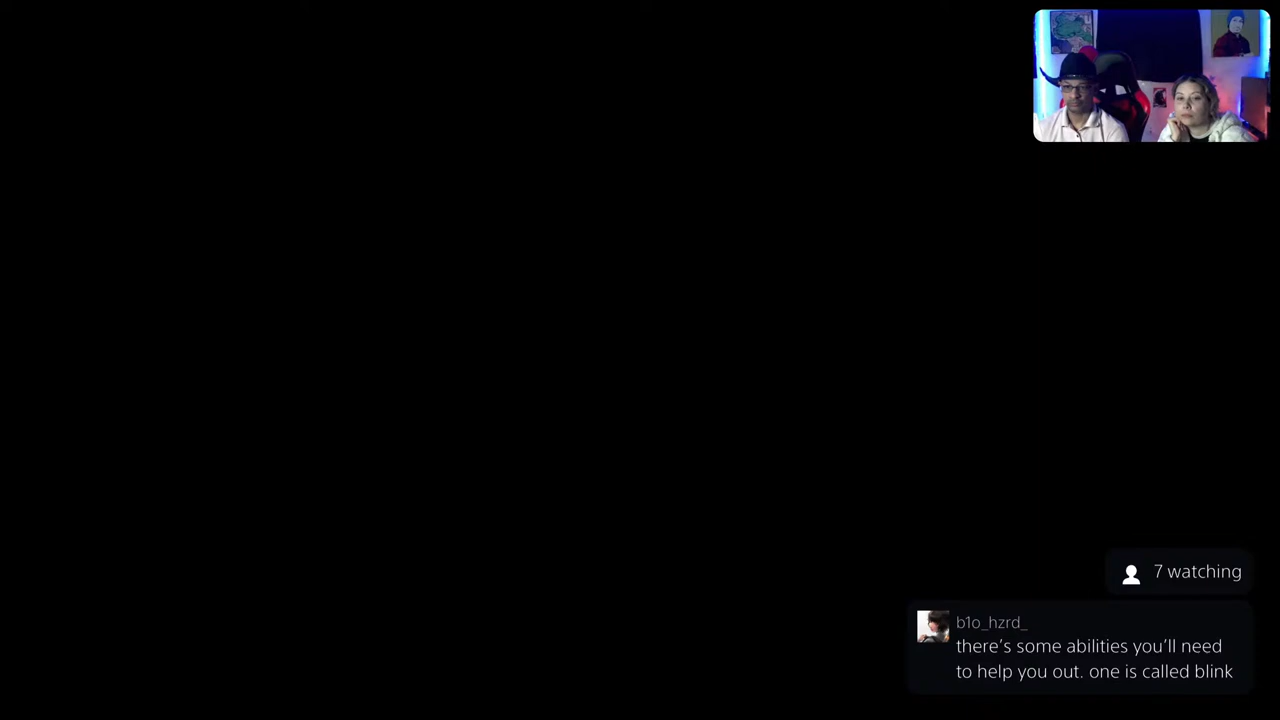 7 watching
b1o_hzrd_
there’s some abilities you’ll need
to help you out. one is called blink